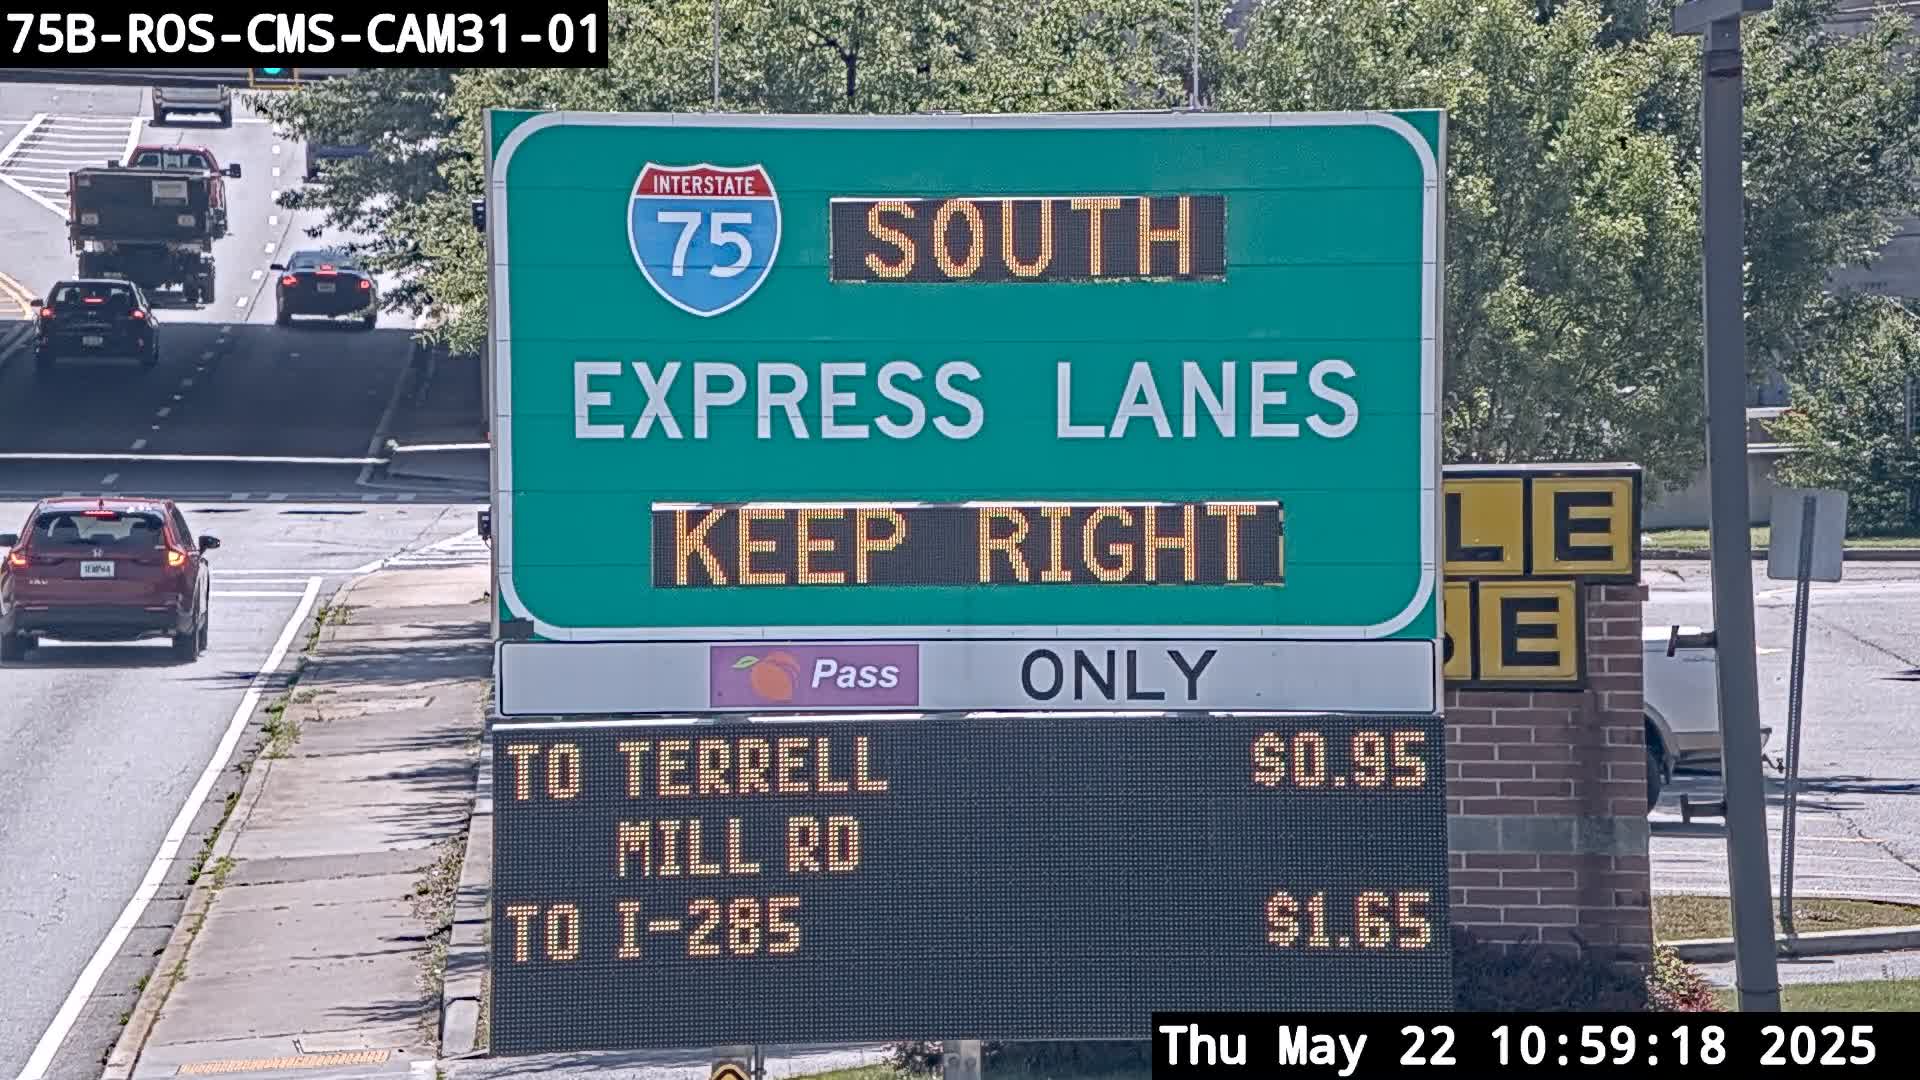 75B-ROS-CMS-CAM31-01
INTERSTATE
75
SOUTH
EXPRESS LANES
KEEP RIGHT
Pass ONLY
TO TERRELL $0.95
MILL RD
TO I-285 $1.65
LE
E
Thu May 22 10:59:18 2025